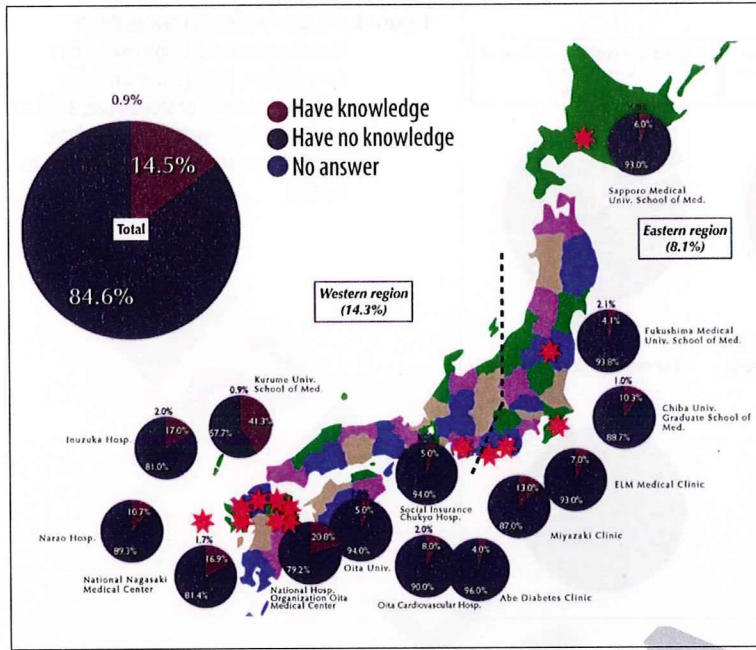 0.9%
14.5%
Total
84.6%
Have knowledge
Have no knowledge
No answer
6.0%
93.0%
Sapporo Medical
Univ. School of Med.
Eastern region
(8.1%)
Western region
(14.3%)
2.1%
4.1%
93.8%
Fukushima Medical
Univ. School of Med.
1.0%
10.3%
88.7%
Chiba Univ.
Graduate School of
Med.
7.0%
93.0%
ELM Medical Clinic
13.0%
87.0%
Miyazaki Clinic
Kurume Univ.
School of Med.
0.9%
41.3%
57.7%
2.0%
17.0%
81.0%
Inuzuka Hosp.
10.7%
89.3%
Narao Hosp.
1.7%
16.9%
81.4%
National Nagasaki
Medical Center
20.8%
79.2%
National Hosp.
Organization Oita
Medical Center
5.0%
94.0%
Oita Univ.
5.0%
94.0%
Social Insurance
Chukyo Hosp.
2.0%
8.0%
90.0%
Oita Cardiovascular Hosp.
4.0%
96.0%
Abe Diabetes Clinic